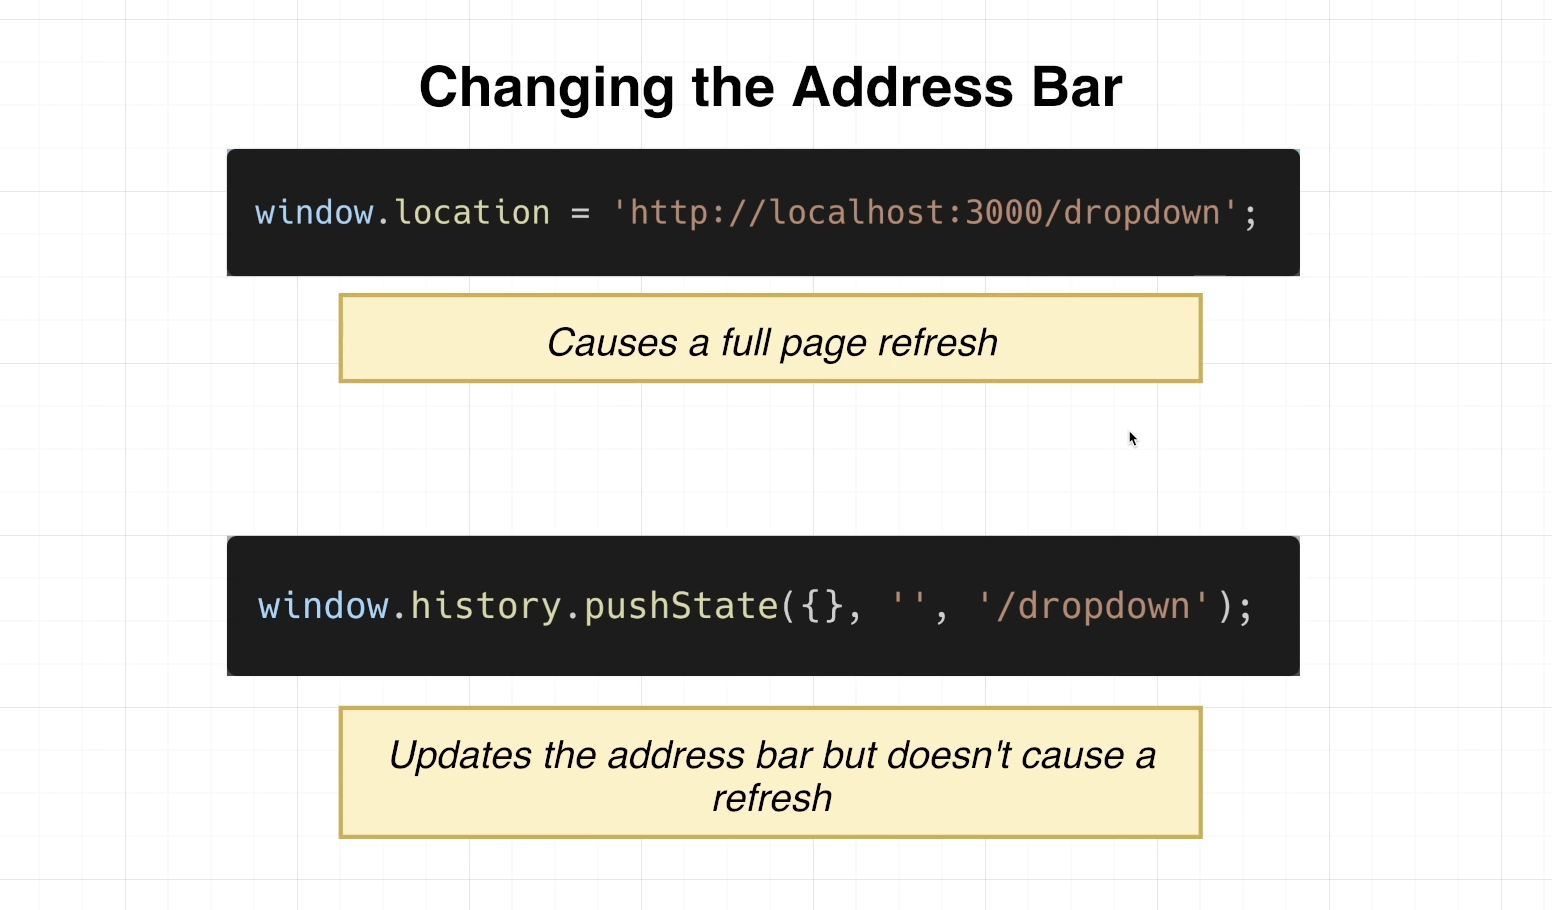 Changing the Address Bar
window.location = 'http://localhost:3000/dropdown';
Causes a full page refresh
window.history.pushState({}, '', '/dropdown');
Updates the address bar but doesn't cause a
refresh